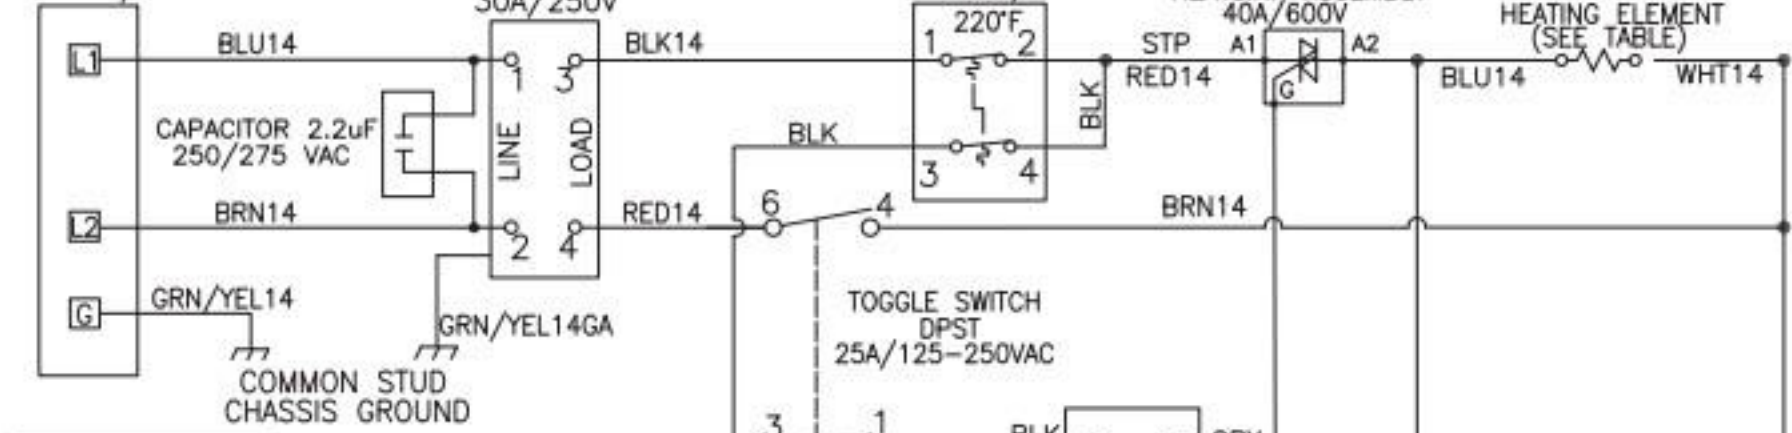 30A/250V
220°F
40A/600V
HEATING ELEMENT
(SEE TABLE)
L1
BLU14
1
3
BLK14
1
2
STP
RED14
A1
A2
G
BLU14
WHT14
CAPACITOR 2.2uF
250/275 VAC
LINE
LOAD
BLK
BLK
3
4
L2
BRN14
2
4
RED14
6
4
BRN14
G
GRN/YEL14
GRN/YEL14GA
TOGGLE SWITCH
DPST
25A/125-250VAC
COMMON STUD
CHASSIS GROUND
3
1
BLK